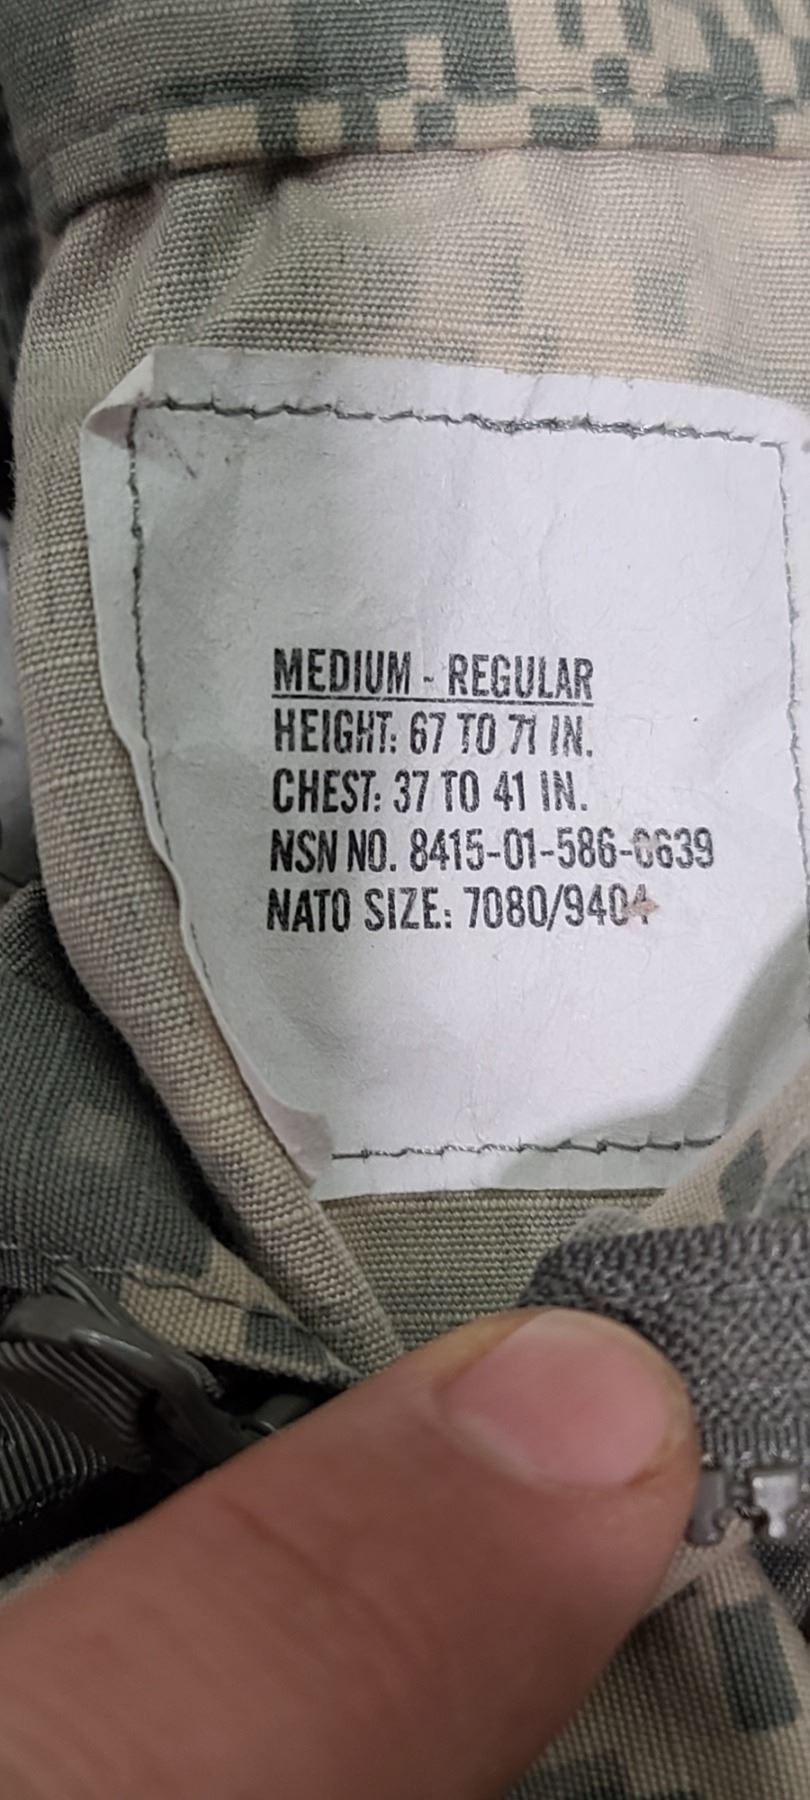 MEDIUM - REGULAR
HEIGHT: 67 TO 71 IN.
CHEST: 37 TO 41 IN.
NSN NO. 8415-01-586-0639
NATO SIZE: 7080/9404